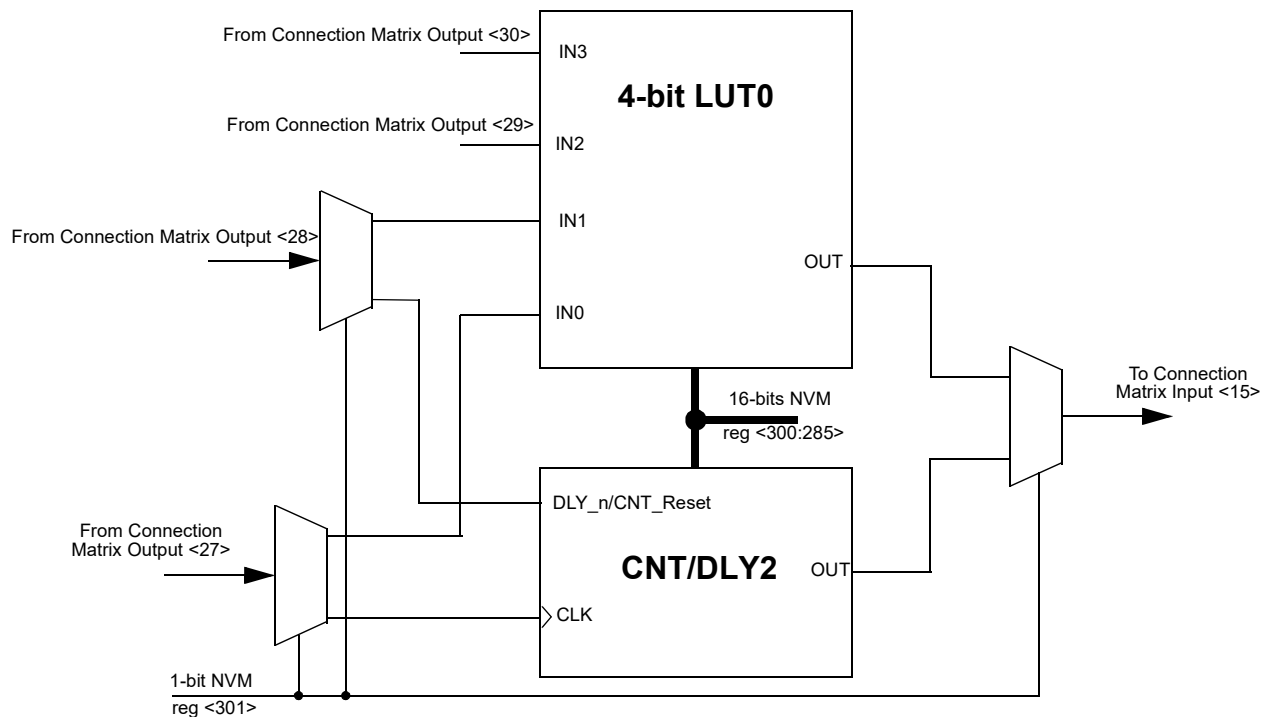 From Connection Matrix Output <30>
IN3
4-bit LUT0
From Connection Matrix Output <29>
IN2
IN1
From Connection Matrix Output <28>
OUT
IN0
To Connection
Matrix Input <15>
16-bits NVM
reg <300:285>
DLY_n/CNT_Reset
From Connection
Matrix Output <27>
CNT/DLY2
OUT
CLK
1-bit NVM
reg <301>